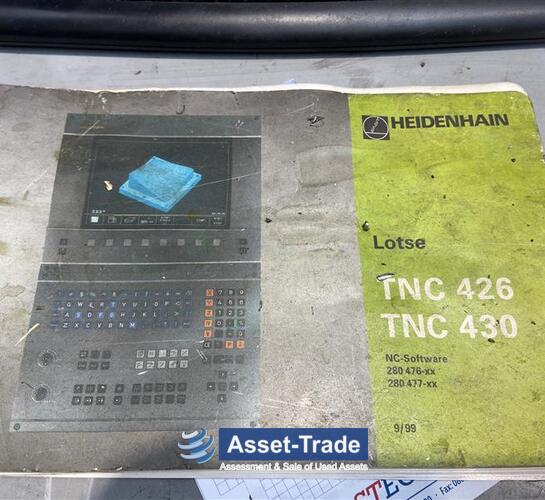 HEIDENHAIN
Lotse
TNC 426
TNC 430
NC-Software
280 476-xx
280 477-xx
9/99
Asset-Trade
Assessment & Sale of Used Assets